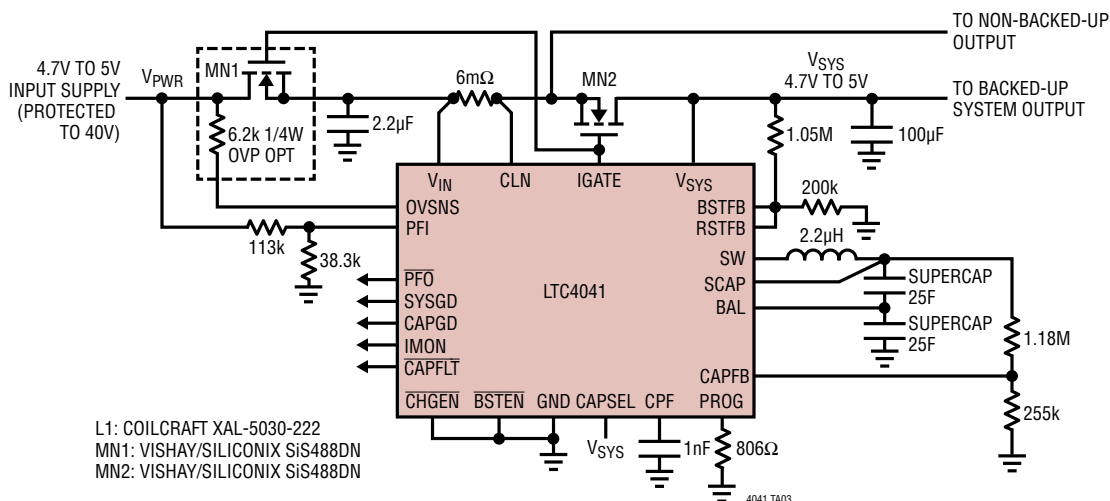 TO NON-BACKED-UP
OUTPUT
4.7V TO 5V
INPUT SUPPLY
(PROTECTED
TO 40V)
VPWR
MN1
6mΩ
MN2
VSYS
4.7V TO 5V
TO BACKED-UP
SYSTEM OUTPUT
6.2k 1/4W
OVP OPT
2.2µF
1.05M
100µF
VIN
CLN
IGATE
VSYS
OVSNS
PFI
BSTFB
RSTFB
200k
113k
38.3k
2.2µH
SW
SCAP
BAL
PFO
SYSGD
CAPGD
IMON
CAPFLT
LTC4041
SUPERCAP
25F
SUPERCAP
25F
1.18M
CAPFB
255k
CHGEN
BSTEN
GND
CAPSEL
CPF
PROG
VSYS
1nF
806Ω
L1: COILCRAFT XAL-5030-222
MN1: VISHAY/SILICONIX SiS488DN
MN2: VISHAY/SILICONIX SiS488DN
4041 TA03